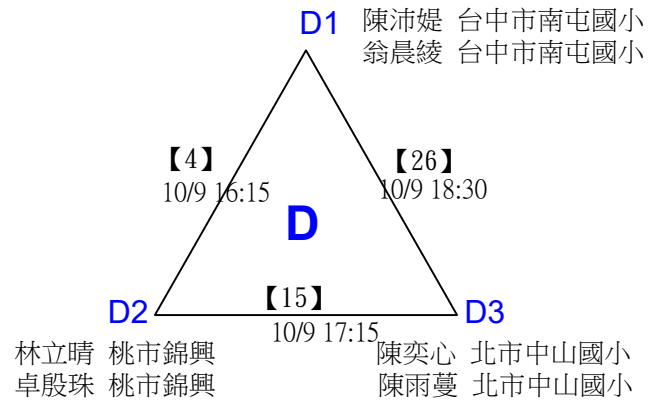 D1 陳沛媞 台中市南屯國小
翁晨綾 台中市南屯國小
【4】 【26】
10/9 16:15 10/9 18:30
D
【15】
D2 D3
10/9 17:15
林立晴 桃市錦興 陳奕心 北市中山國小
卓殷珠 桃市錦興 陳雨蔓 北市中山國小